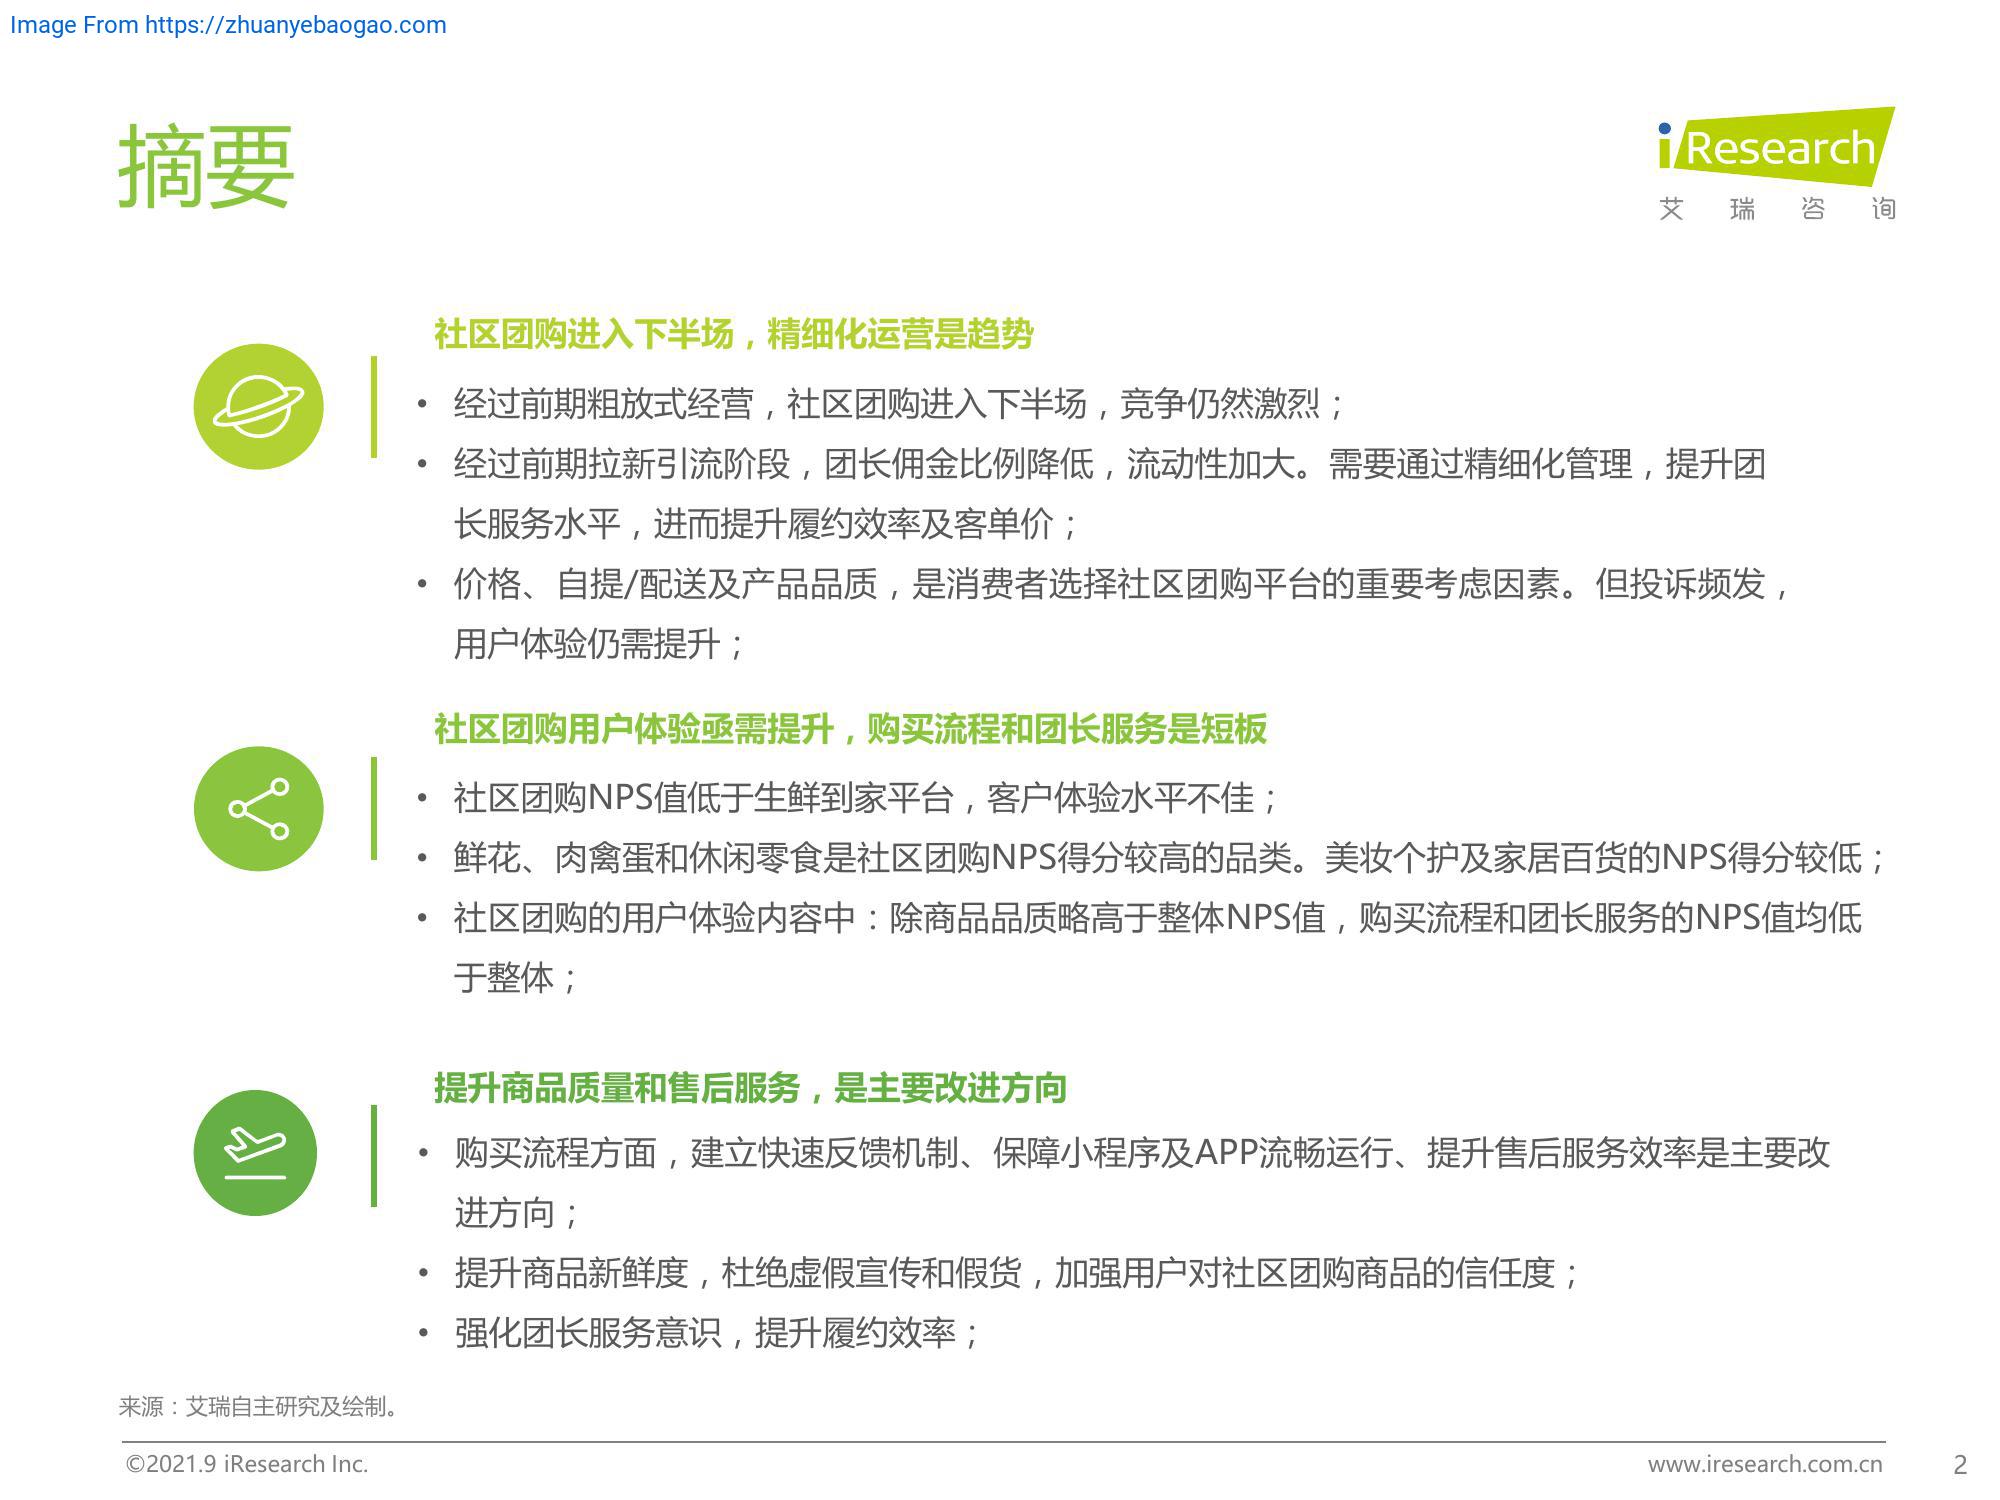 Image From https://zhuanyebaogao.com
摘要
iResearch
艾瑞咨询
社区团购进入下半场，精细化运营是趋势
• 经过前期粗放式经营，社区团购进入下半场，竞争仍然激烈；
• 经过前期拉新引流阶段，团长佣金比例降低，流动性加大。需要通过精细化管理，提升团
长服务水平，进而提升履约效率及客单价；
• 价格、自提/配送及产品品质，是消费者选择社区团购平台的重要考虑因素。但投诉频发，
用户体验仍需提升；
社区团购用户体验亟需提升，购买流程和团长服务是短板
• 社区团购NPS值低于生鲜到家平台，客户体验水平不佳；
• 鲜花、肉禽蛋和休闲零食是社区团购NPS得分较高的品类。美妆个护及家居百货的NPS得分较低；
• 社区团购的用户体验内容中：除商品品质略高于整体NPS值，购买流程和团长服务的NPS值均低
于整体；
提升商品质量和售后服务，是主要改进方向
• 购买流程方面，建立快速反馈机制、保障小程序及APP流畅运行、提升售后服务效率是主要改
进方向；
• 提升商品新鲜度，杜绝虚假宣传和假货，加强用户对社区团购商品的信任度；
• 强化团长服务意识，提升履约效率；
来源：艾瑞自主研究及绘制。
©2021.9 iResearch Inc.
www.iresearch.com.cn
2